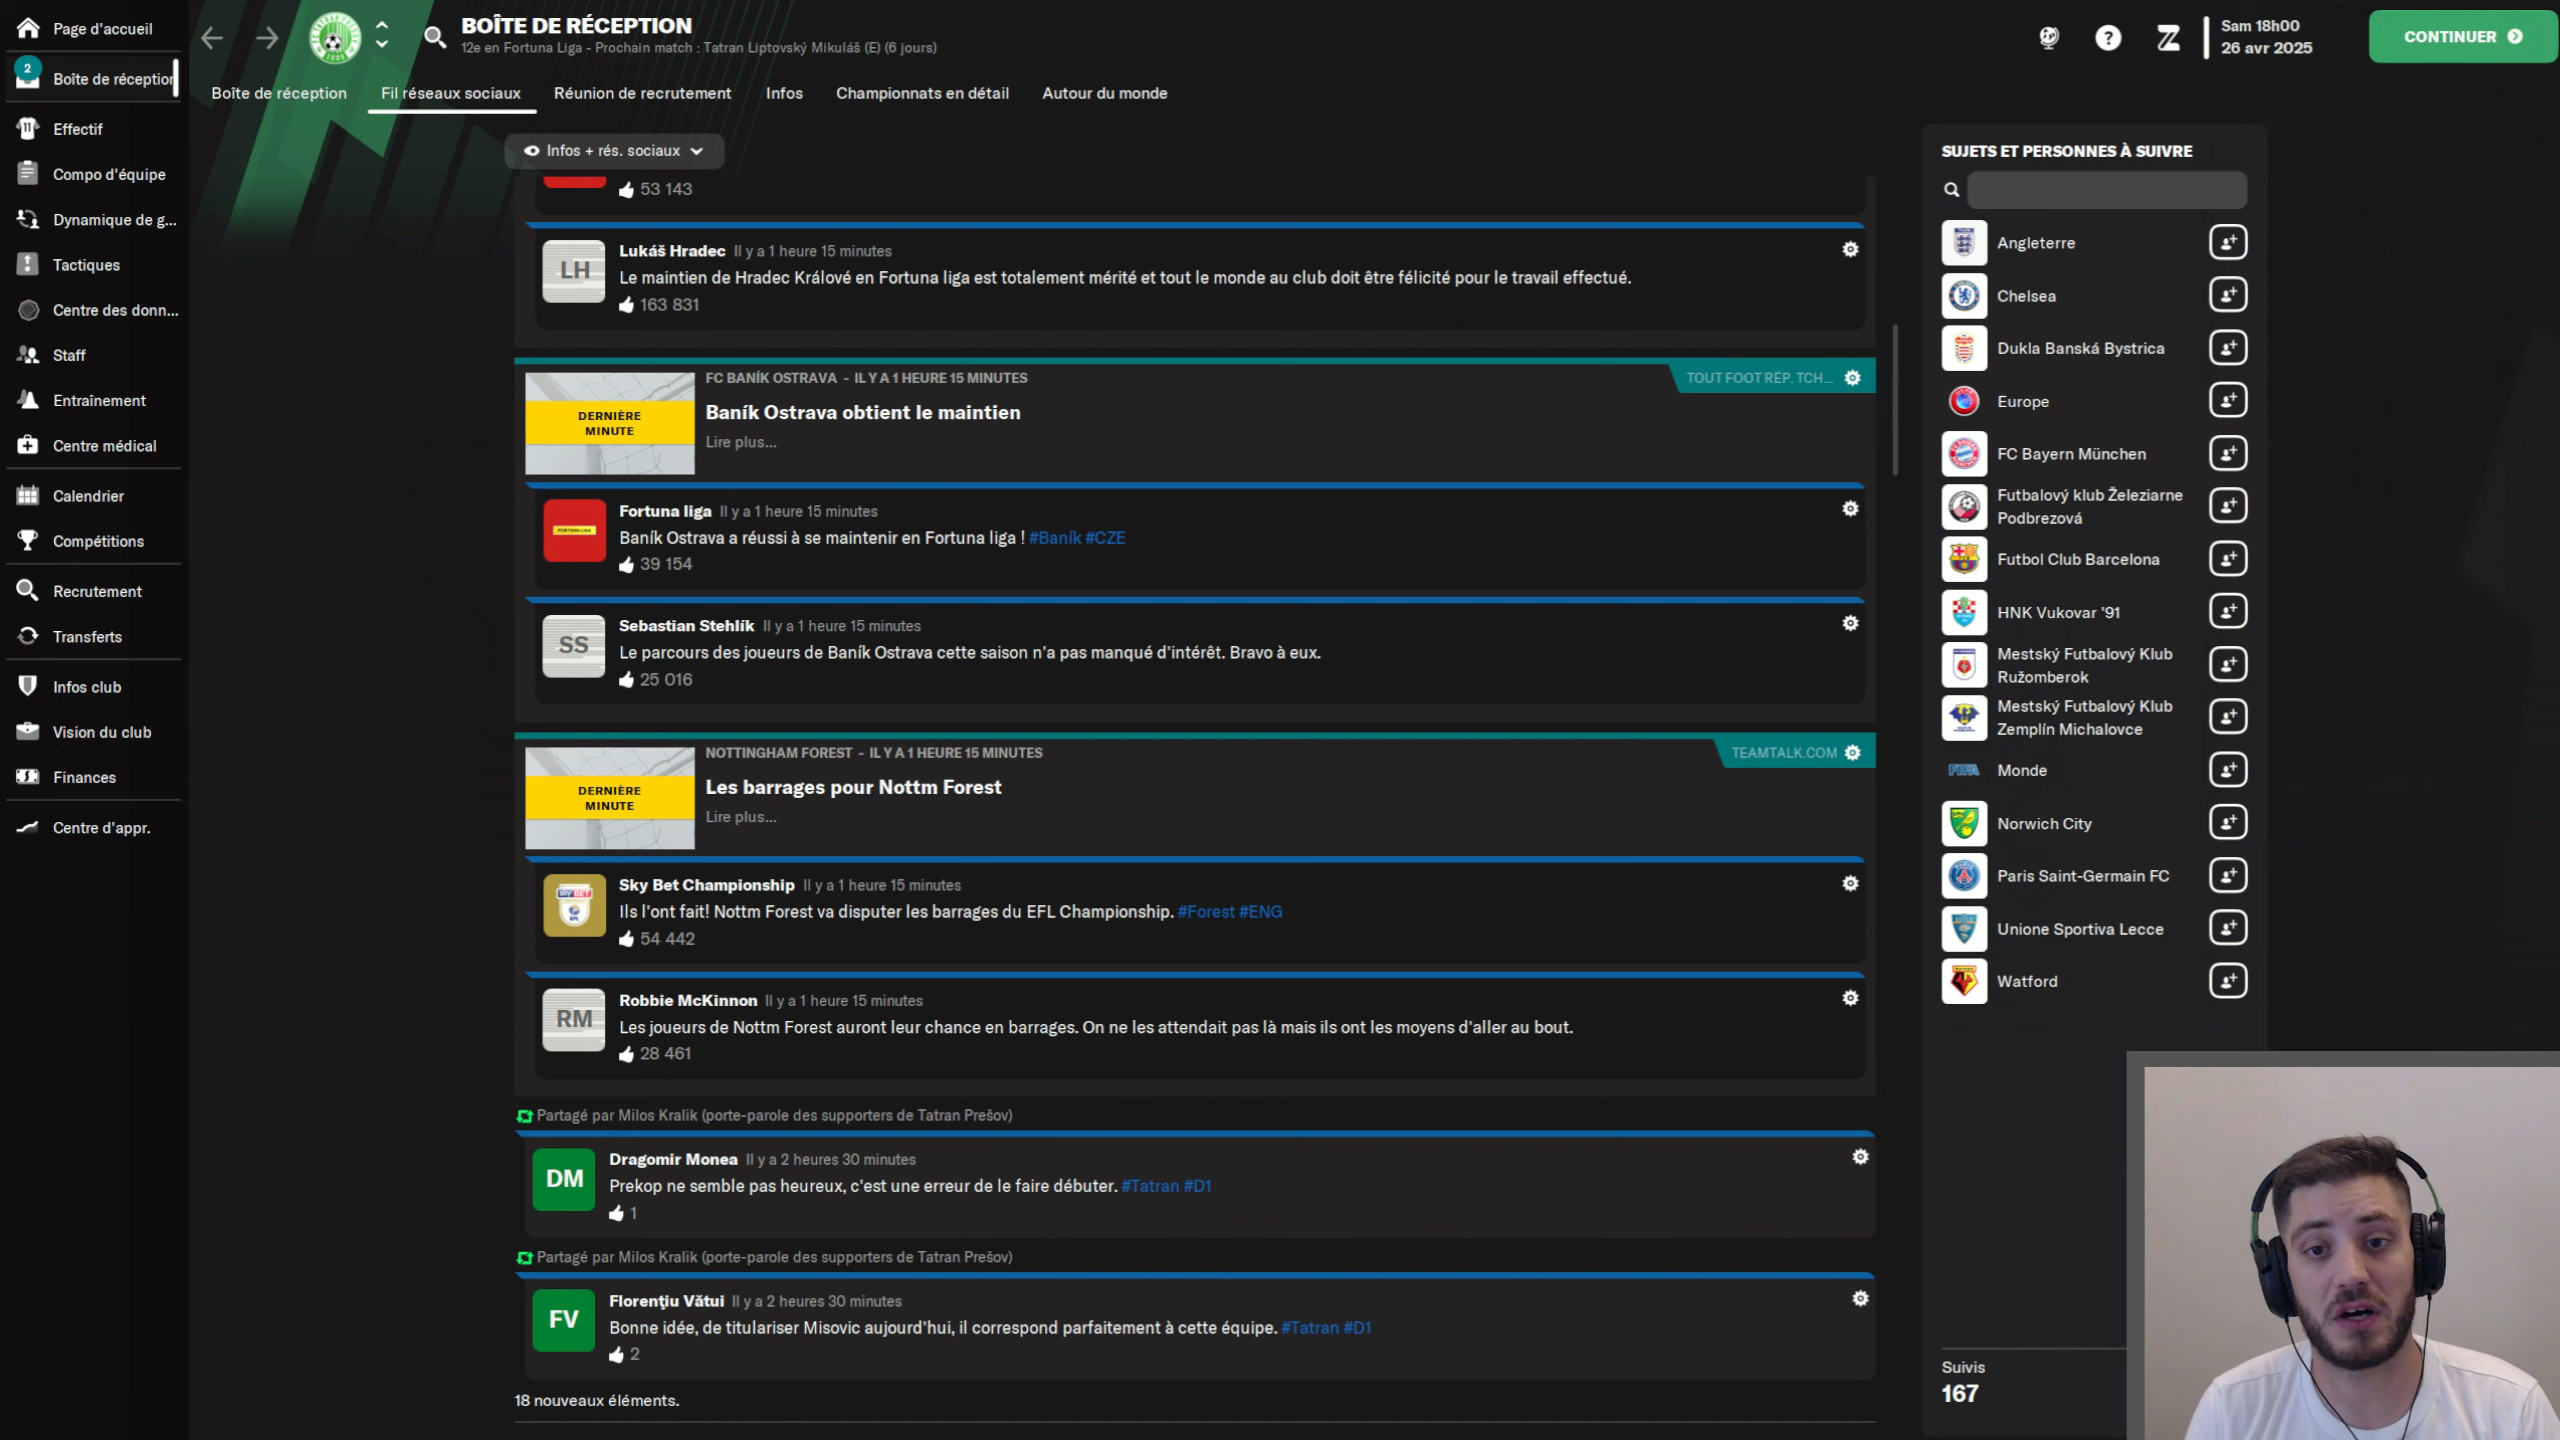 Page d'accueil
2
Boîte de réception
Effectif
Compo d'équipe
Dynamique de g...
Tactiques
Centre des donn...
Staff
Entraînement
Centre médical
Calendrier
Compétitions
Recrutement
Transferts
Infos club
Vision du club
Finances
Centre d'appr.
BOÎTE DE RÉCEPTION
12e en Fortuna Liga - Prochain match : Tatran Liptovský Mikuláš (E) (6 jours)
Sam 18h00
26 avr 2025
CONTINUER
Boîte de réception
Fil réseaux sociaux
Réunion de recrutement
Infos
Championnats en détail
Autour du monde
Infos + rés. sociaux
53 143
LH
Lukáš Hradec Il y a 1 heure 15 minutes
Le maintien de Hradec Králové en Fortuna liga est totalement mérité et tout le monde au club doit être félicité pour le travail effectué.
163 831
FC BANÍK OSTRAVA - IL Y A 1 HEURE 15 MINUTES
TOUT FOOT RÉP. TCH...
DERNIÈRE
MINUTE
Baník Ostrava obtient le maintien
Lire plus...
FORTUNA LIGA
Fortuna liga Il y a 1 heure 15 minutes
Baník Ostrava a réussi à se maintenir en Fortuna liga ! #Baník #CZE
39 154
SS
Sebastian Stehlík Il y a 1 heure 15 minutes
Le parcours des joueurs de Baník Ostrava cette saison n'a pas manqué d'intérêt. Bravo à eux.
25 016
NOTTINGHAM FOREST - IL Y A 1 HEURE 15 MINUTES
TEAMTALK.COM
DERNIÈRE
MINUTE
Les barrages pour Nottm Forest
Lire plus...
SKY BET
EFL
Sky Bet Championship Il y a 1 heure 15 minutes
Ils l'ont fait! Nottm Forest va disputer les barrages du EFL Championship. #Forest #ENG
54 442
RM
Robbie McKinnon Il y a 1 heure 15 minutes
Les joueurs de Nottm Forest auront leur chance en barrages. On ne les attendait pas là mais ils ont les moyens d'aller au bout.
28 461
Partagé par Milos Kralik (porte-parole des supporters de Tatran Prešov)
DM
Dragomir Monea Il y a 2 heures 30 minutes
Prekop ne semble pas heureux, c'est une erreur de le faire débuter. #Tatran #D1
1
Partagé par Milos Kralik (porte-parole des supporters de Tatran Prešov)
FV
Florenţiu Vătui Il y a 2 heures 30 minutes
Bonne idée, de titulariser Misovic aujourd'hui, il correspond parfaitement à cette équipe. #Tatran #D1
2
18 nouveaux éléments.
SUJETS ET PERSONNES À SUIVRE
Angleterre
Chelsea
Dukla Banská Bystrica
Europe
FC Bayern München
Futbalový klub Železiarne
Podbrezová
Futbol Club Barcelona
HNK Vukovar '91
Mestský Futbalový Klub
Ružomberok
Mestský Futbalový Klub
Zemplín Michalovce
FIFA
Monde
Norwich City
Paris Saint-Germain FC
Unione Sportiva Lecce
Watford
Suivis
167